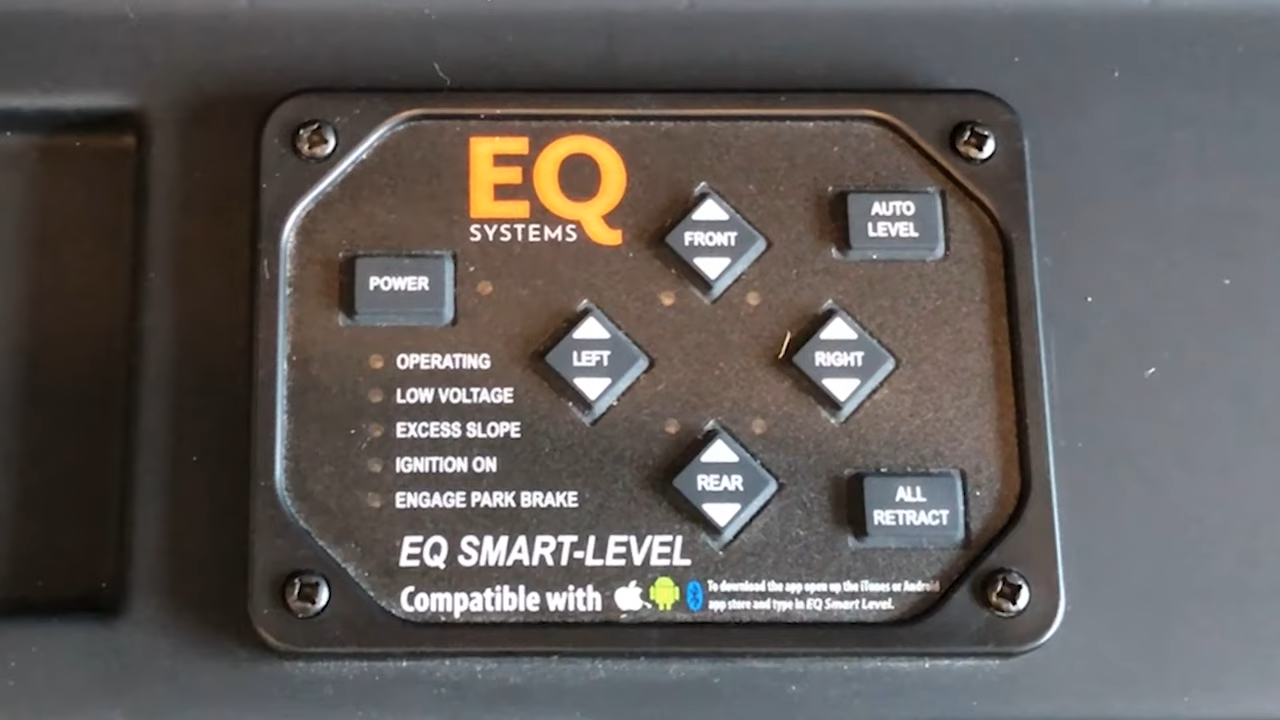 EQ
SYSTEMS
FRONT
AUTO
LEVEL
POWER
LEFT
RIGHT
OPERATING
LOW VOLTAGE
EXCESS SLOPE
IGNITION ON
ENGAGE PARK BRAKE
REAR
ALL
RETRACT
EQ SMART-LEVEL
Compatible with
To download the app open up the iTunes or Android
app store and type in EQ Smart Level.